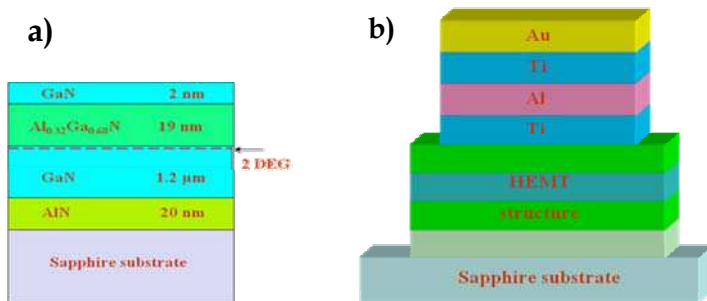 a)
GaN 2 nm
Al0.32Ga0.68N 19 nm
2 DEG
GaN 1.2 µm
AlN 20 nm
Sapphire substrate
b)
Au
Ti
Al
Ti
HEMT
structure
Sapphire substrate